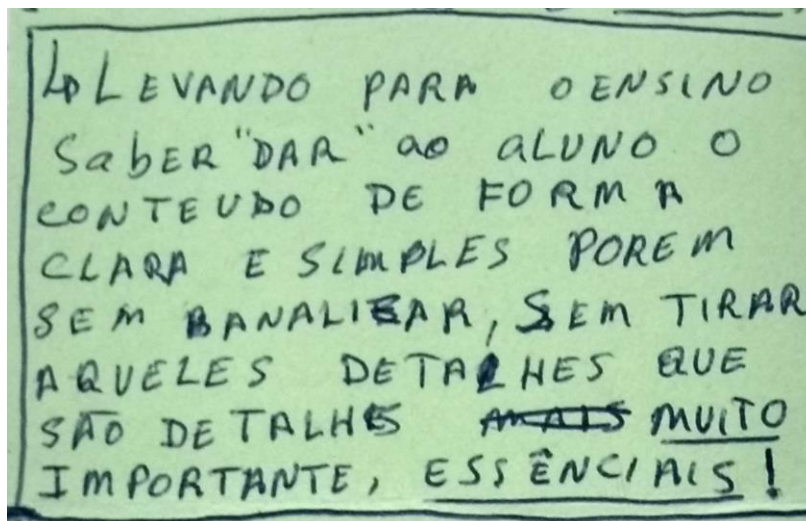 ↳ LEVANDO PARA O ENSINO
SabER "DAR" ao aLUNO O
CONTEUDO DE FORMA
CLARA E SIMPLES POREM
SEM BANALIZAR, SEM TIRAR
AQUELES DETALHES QUE
SÃO DETALHES MUITO
IMPORTANTE, ESSÊNCIAIS!